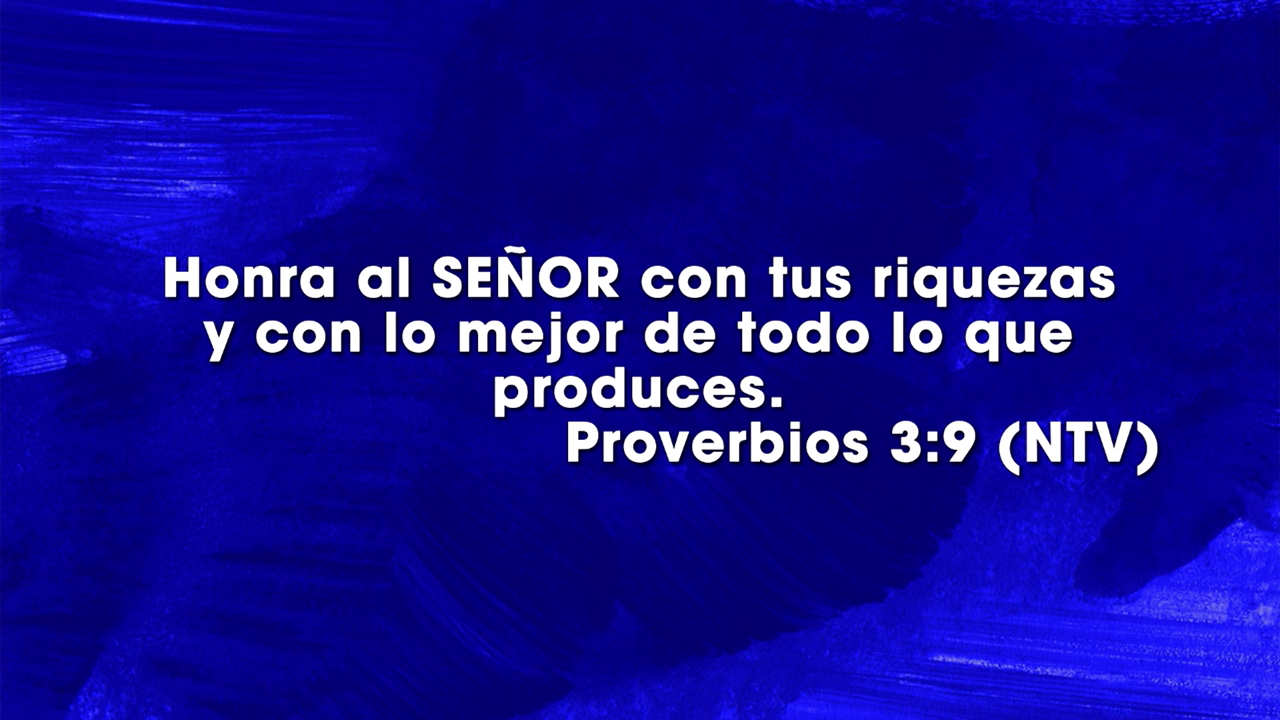 Honra al SEÑOR con tus riquezas
y con lo mejor de todo lo que
produces.
Proverbios 3:9 (NTV)